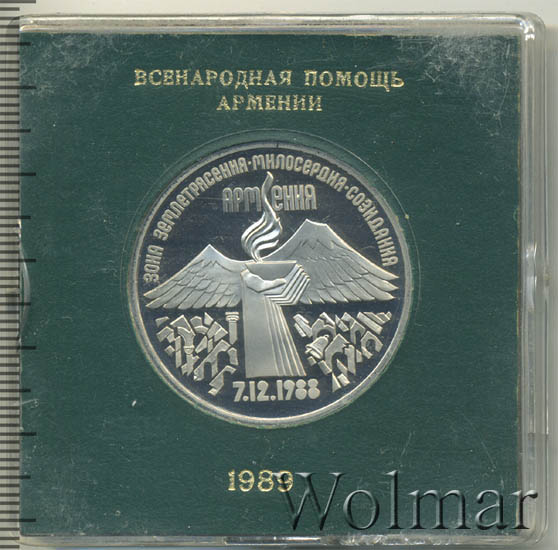 ВСЕНАРОДНАЯ ПОМОЩЬ
АРМЕНИИ
ЗОНА ЗЕМЛЕТРЯСЕНИЯ·МИЛОСЕРДИЯ·СОЗИДАНИЯ
АРМЕНИЯ
7.12.1988
1989
Wolmar